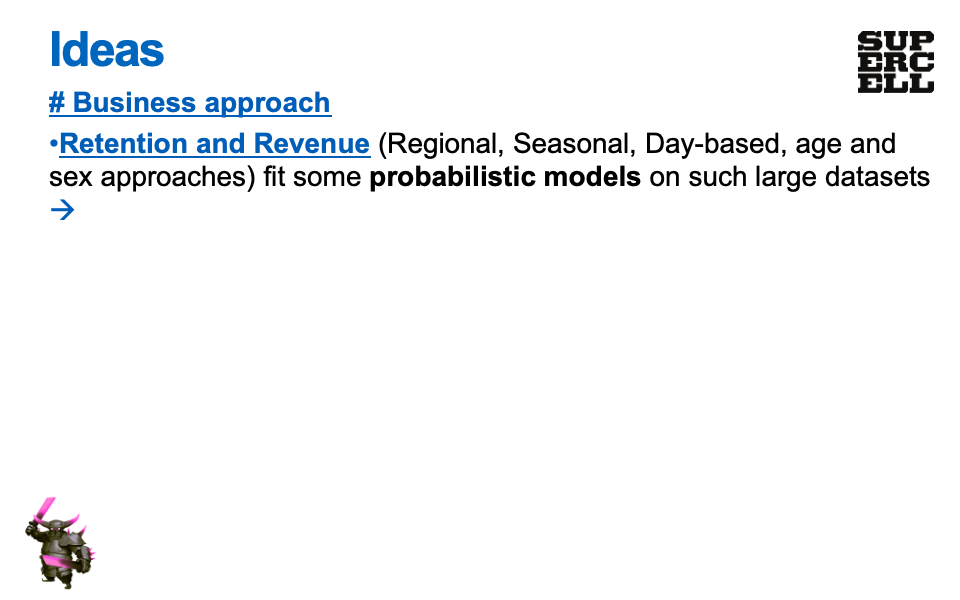 Ideas
SUP
ERC
ELL
# Business approach
•Retention and Revenue (Regional, Seasonal, Day-based, age and
sex approaches) fit some probabilistic models on such large datasets
→